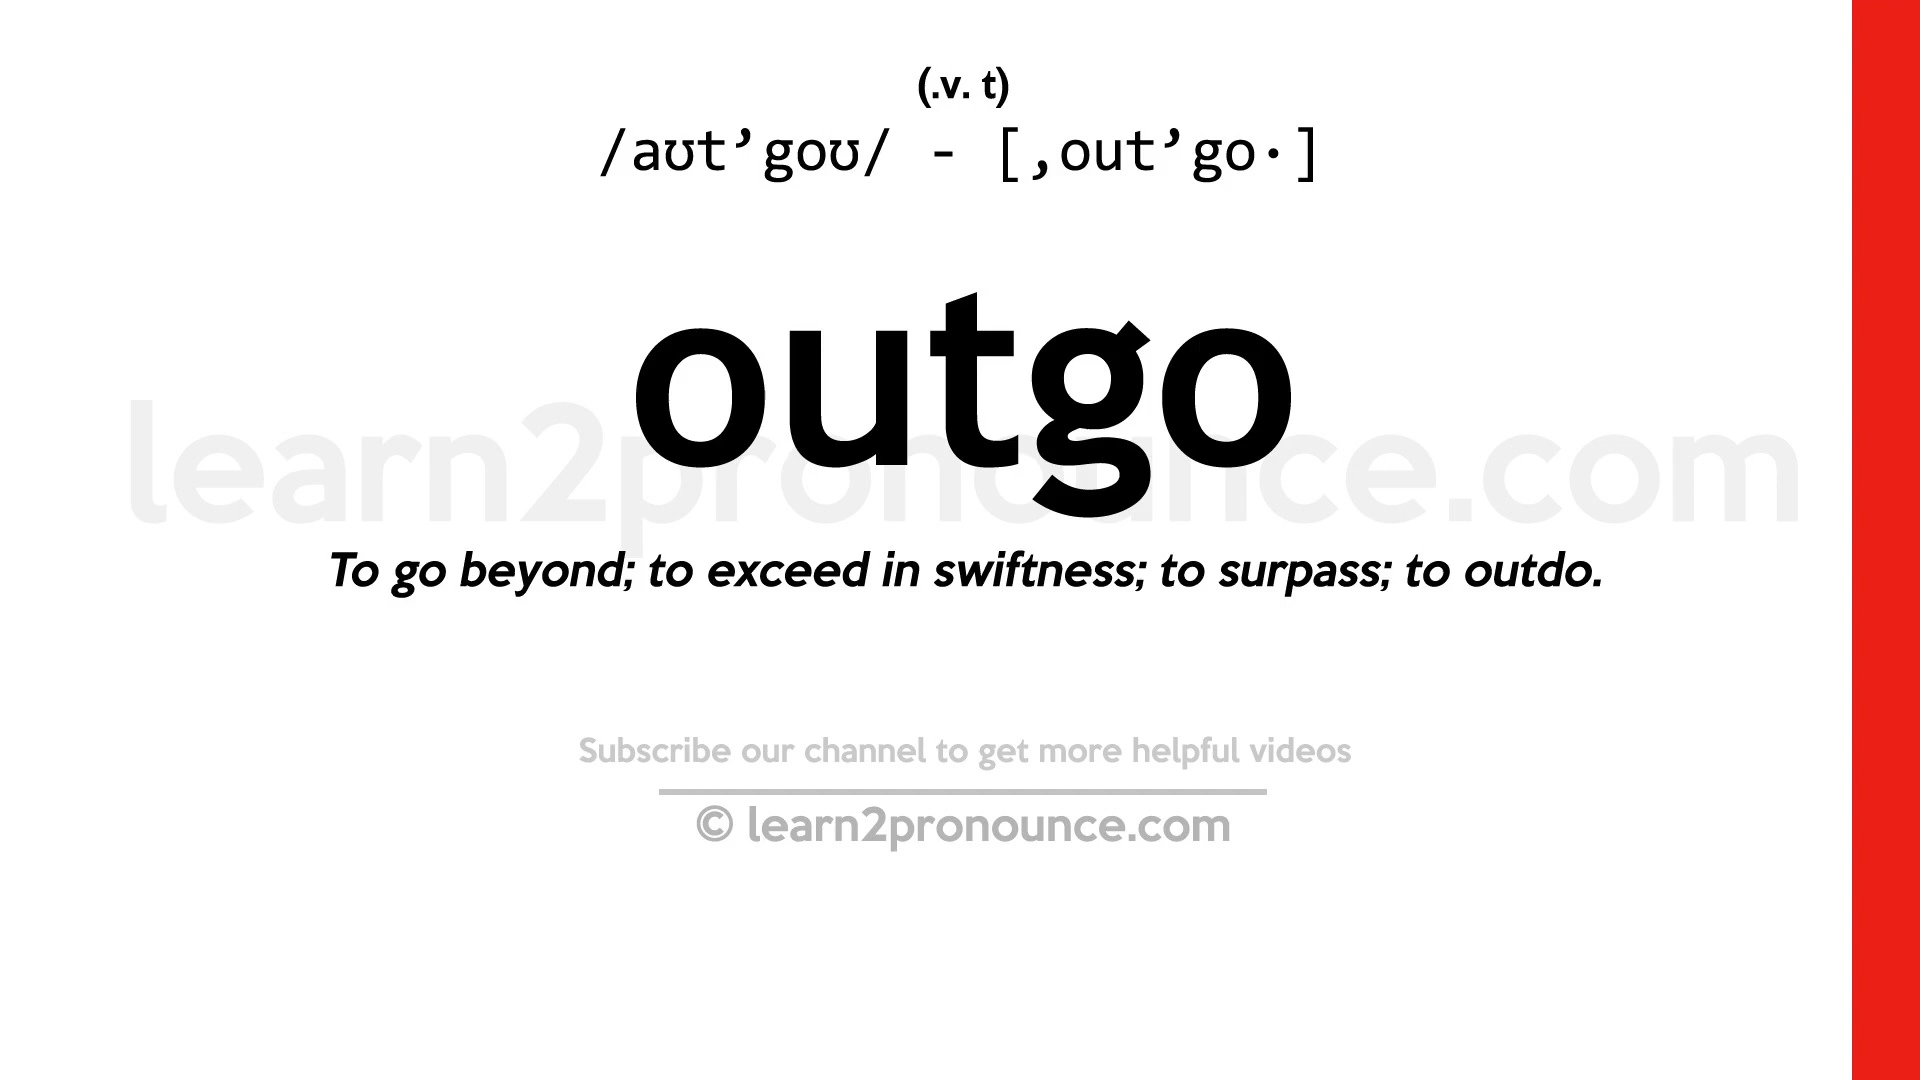 (.v. t)
/aʊt’goʊ/ - [‚out’go·]
outgo
learn2pronounce.com
To go beyond; to exceed in swiftness; to surpass; to outdo.
Subscribe our channel to get more helpful videos
© learn2pronounce.com